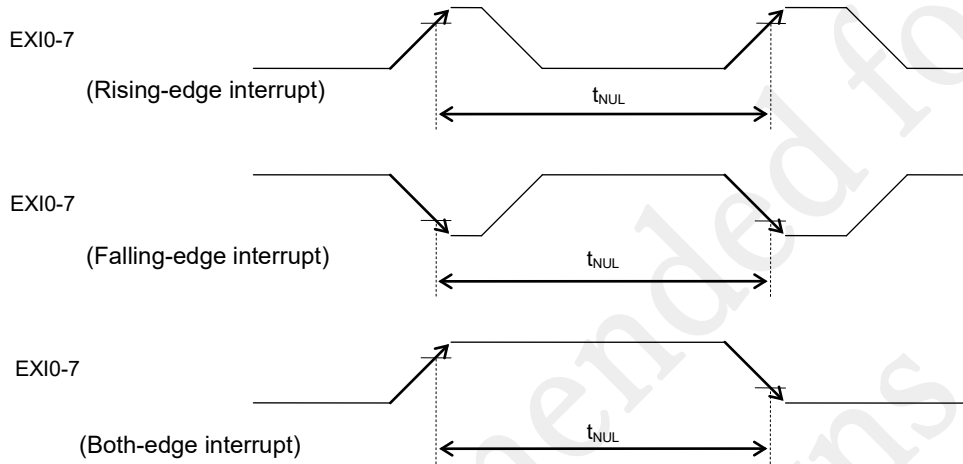 EXI0-7
(Rising-edge interrupt)
tNUL
EXI0-7
(Falling-edge interrupt)
tNUL
EXI0-7
(Both-edge interrupt)
tNUL